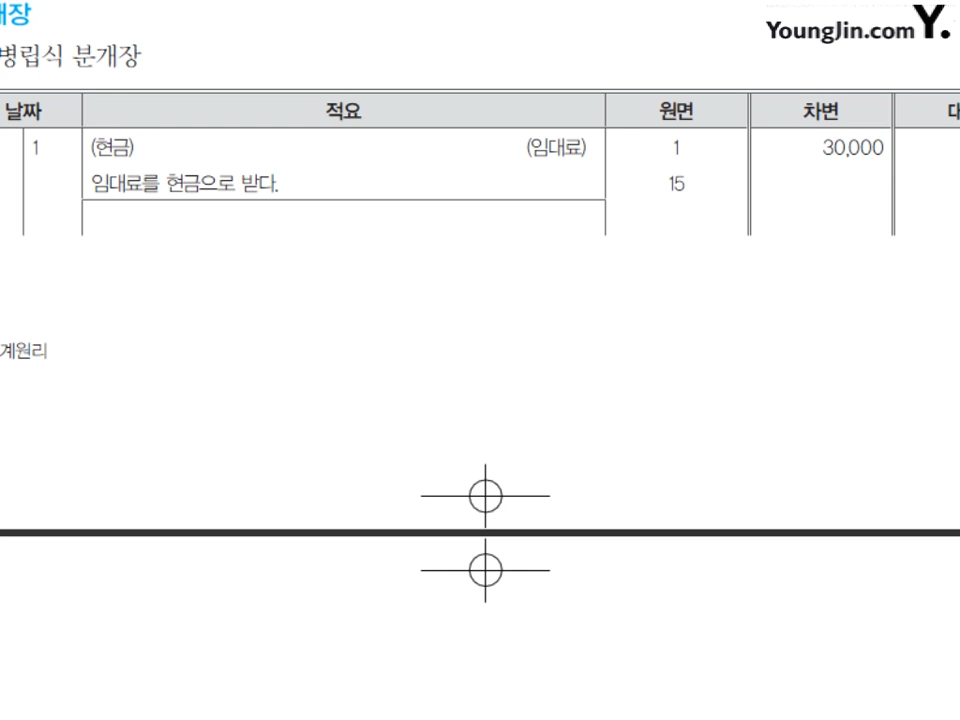 개장
YoungJin.com Y.
병립식 분개장
날짜 적요 원면 차변
1 (현금) (임대료) 1 30,000
임대료를 현금으로 받다. 15
계원리